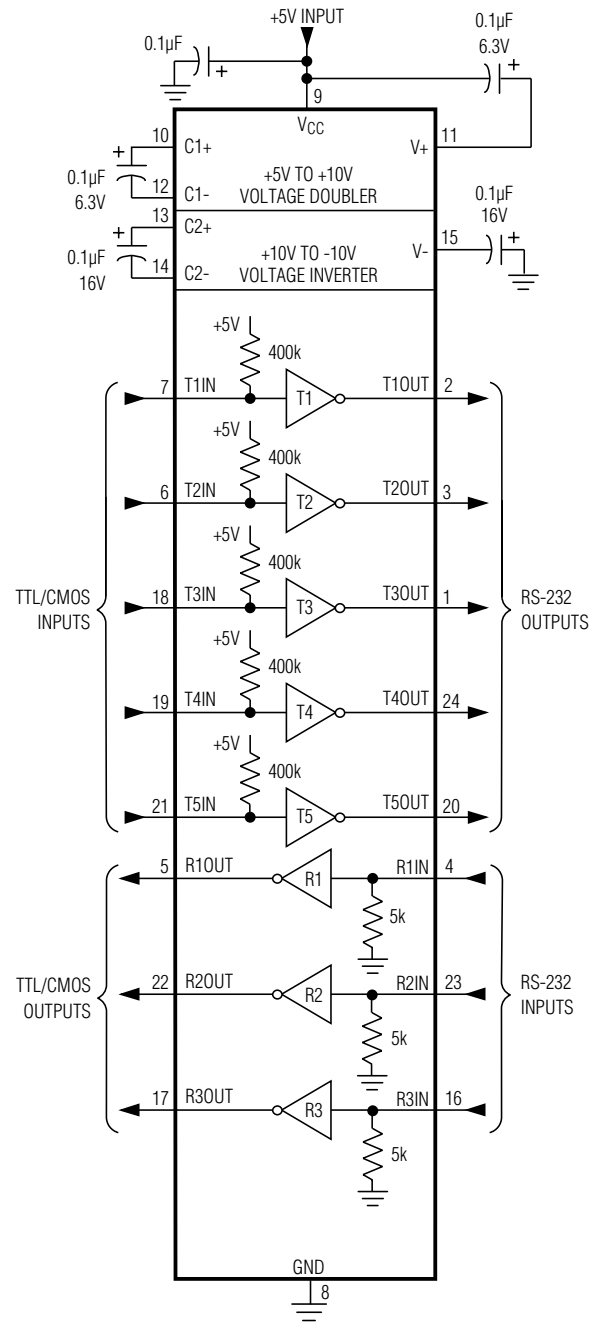 +5V INPUT
0.1µF
0.1µF
6.3V
+
+
9
VCC
10
C1+
11
V+
+
0.1µF
6.3V
12
C1-
+5V TO +10V
VOLTAGE DOUBLER
13
C2+
+
0.1µF
16V
14
C2-
+10V TO -10V
VOLTAGE INVERTER
V-
15
0.1µF
16V
+
+5V
400k
7
T1IN
T1
T1OUT
2
+5V
400k
6
T2IN
T2
T2OUT
3
+5V
400k
TTL/CMOS
INPUTS
18
T3IN
T3
T3OUT
1
RS-232
OUTPUTS
+5V
400k
19
T4IN
T4
T4OUT
24
+5V
400k
21
T5IN
T5
T5OUT
20
5
R1OUT
R1
R1IN
4
5k
TTL/CMOS
OUTPUTS
22
R2OUT
R2
R2IN
23
RS-232
INPUTS
5k
17
R3OUT
R3
R3IN
16
5k
GND
8